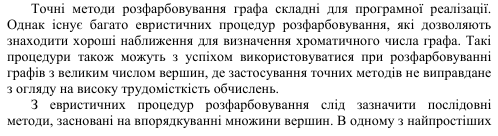 Точні методи розфарбовування графа складні для програмної реалізації.
Однак існує багато евристичних процедур розфарбовування, які дозволяють
знаходити хороші наближення для визначення хроматичного числа графа. Такі
процедури також можуть з успіхом використовуватися при розфарбовуванні
графів з великим числом вершин, де застосування точних методів не виправдане
з огляду на високу трудомісткість обчислень.
З евристичних процедур розфарбовування слід зазначити послідовні
методи, засновані на впорядкуванні множини вершин. В одному з найпростіших